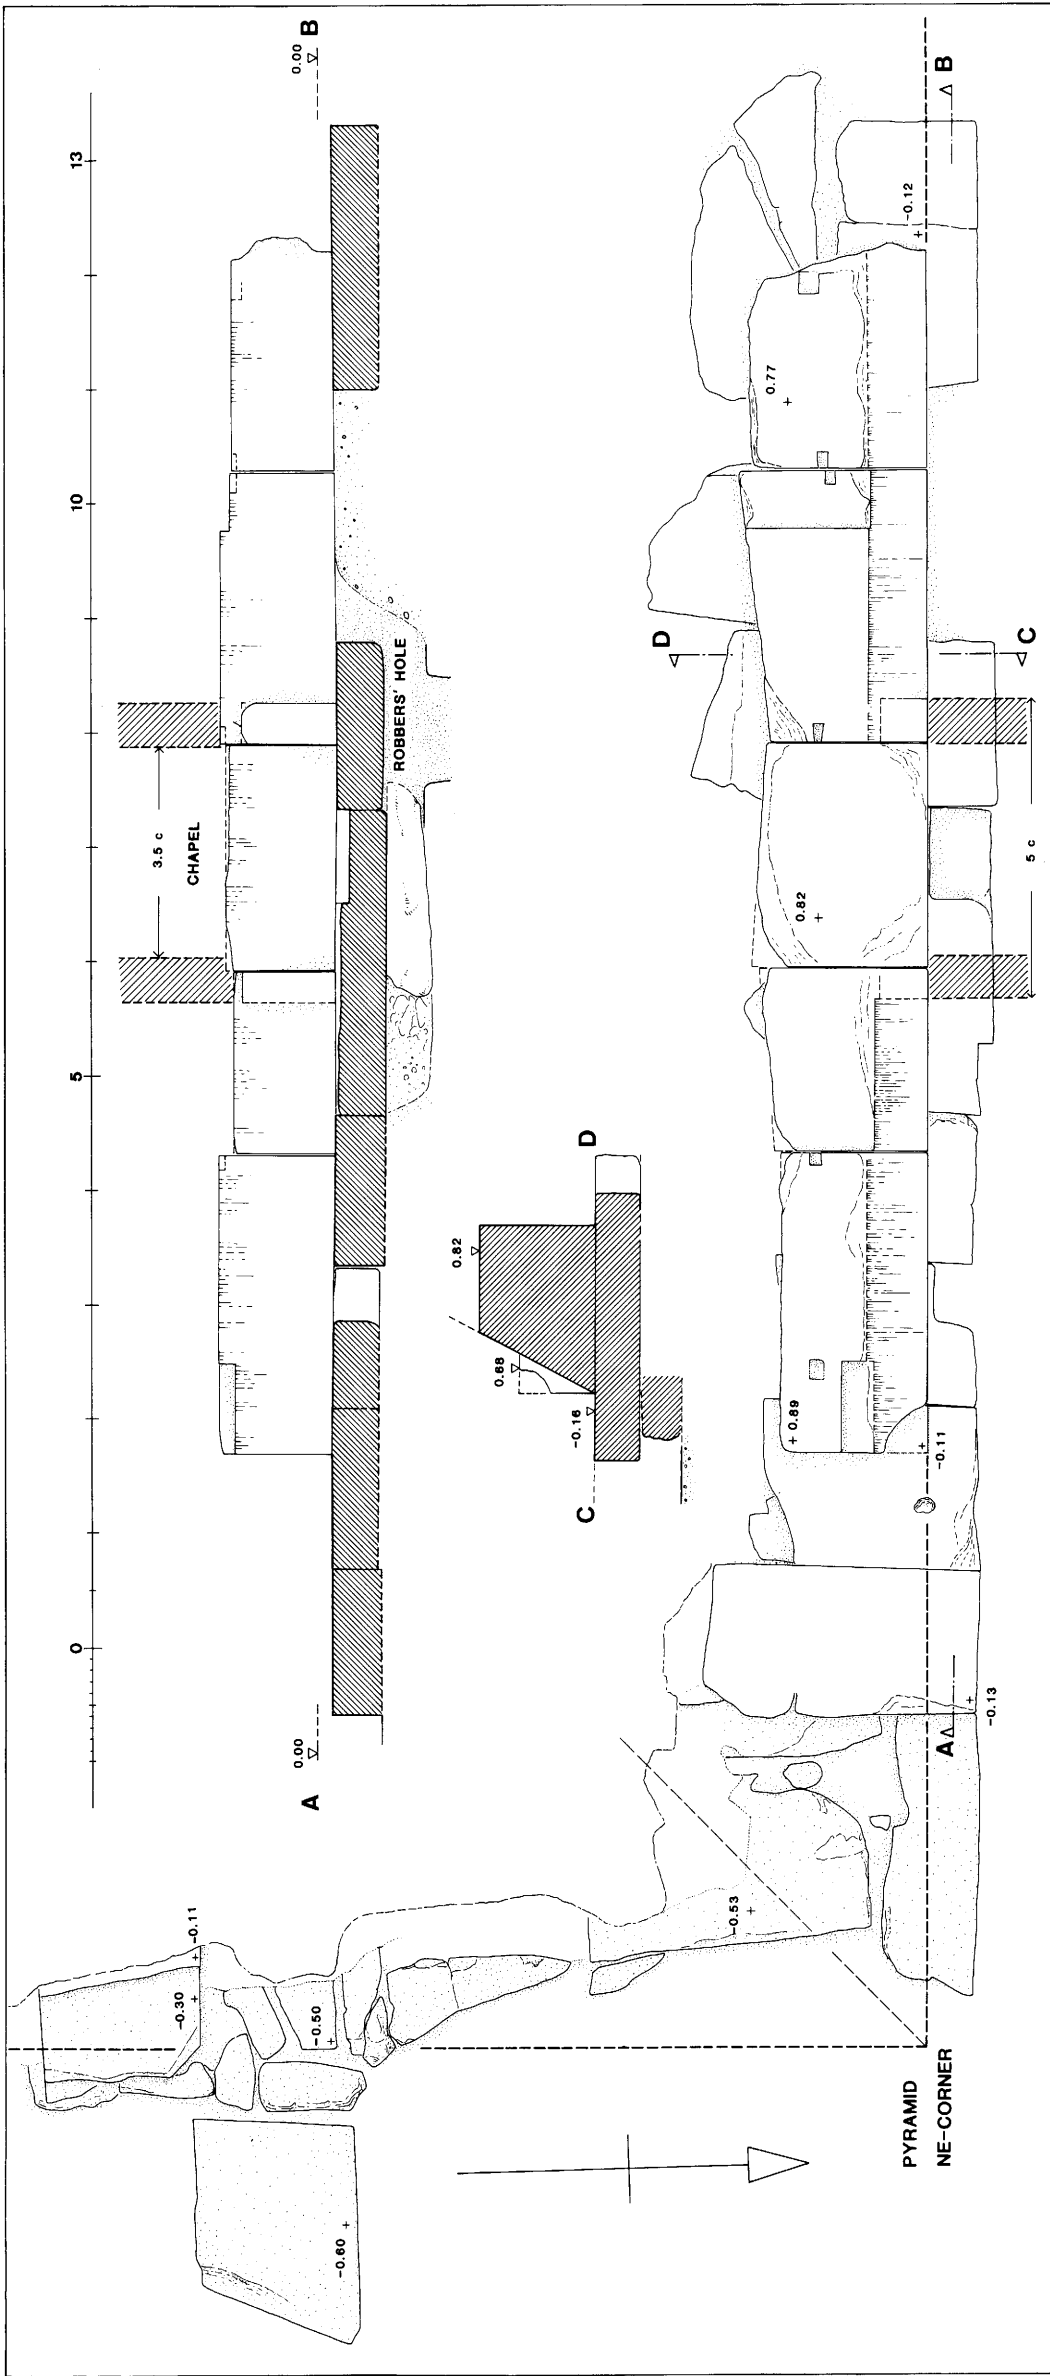 0
5
10
13
A
0.00
0.00
B
3.5 c
CHAPEL
ROBBERS' HOLE
C
D
-0.16
0.68
0.82
-0.60
-0.30
-0.11
-0.50
-0.53
PYRAMID
NE-CORNER
A
-0.13
+ 0.89
-0.11
0.82
D
C
5 c
0.77
-0.12
B